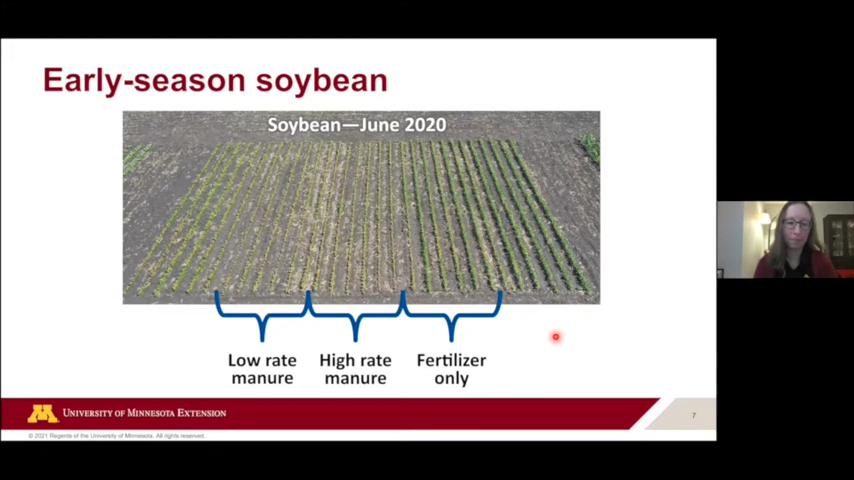 Early-season soybean
Soybean—June 2020
Low rate
manure
High rate
manure
Fertilizer
only
UNIVERSITY OF MINNESOTA EXTENSION
7
© 2021 Regents of the University of Minnesota. All rights reserved.